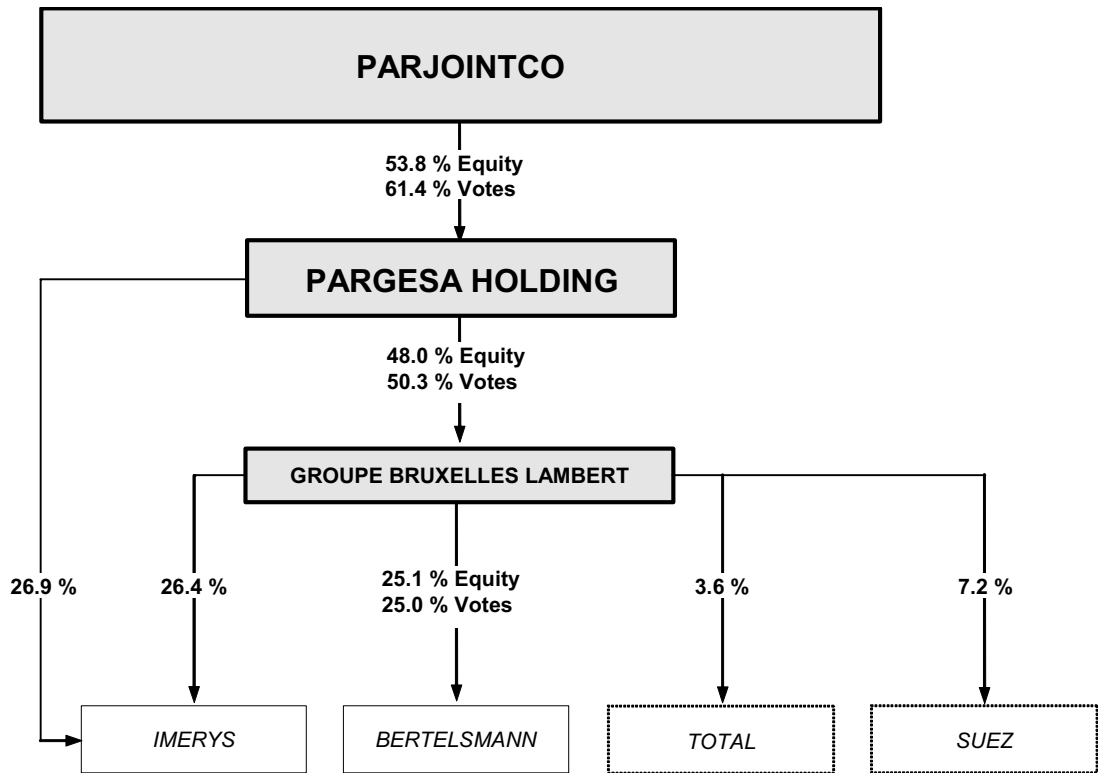 PARJOINTCO
53.8 % Equity
61.4 % Votes
PARGESA HOLDING
48.0 % Equity
50.3 % Votes
GROUPE BRUXELLES LAMBERT
26.9 %
26.4 %
25.1 % Equity
25.0 % Votes
3.6 %
7.2 %
IMERYS
BERTELSMANN
TOTAL
SUEZ